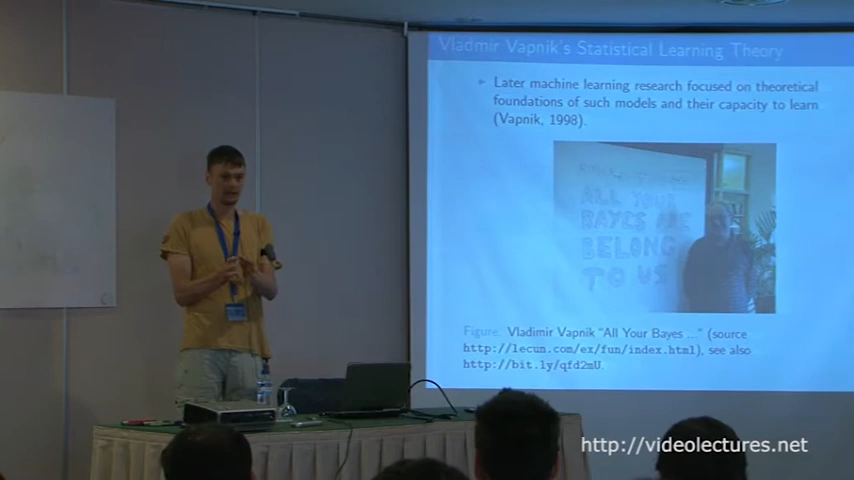 Vladmir Vapnik's Statistical Learning Theory
Later machine learning research focused on theoretical
foundations of such models and their capacity to learn
(Vapnik, 1998).
ALL YOUR
BAYES ARE
BELONG
TO US
Figure: Vladmir Vapnik "All Your Bayes ..." (source
http://lecun.com/ex/fun/index.html), see also
http://bit.ly/qfd2mU.
http://videolectures.net